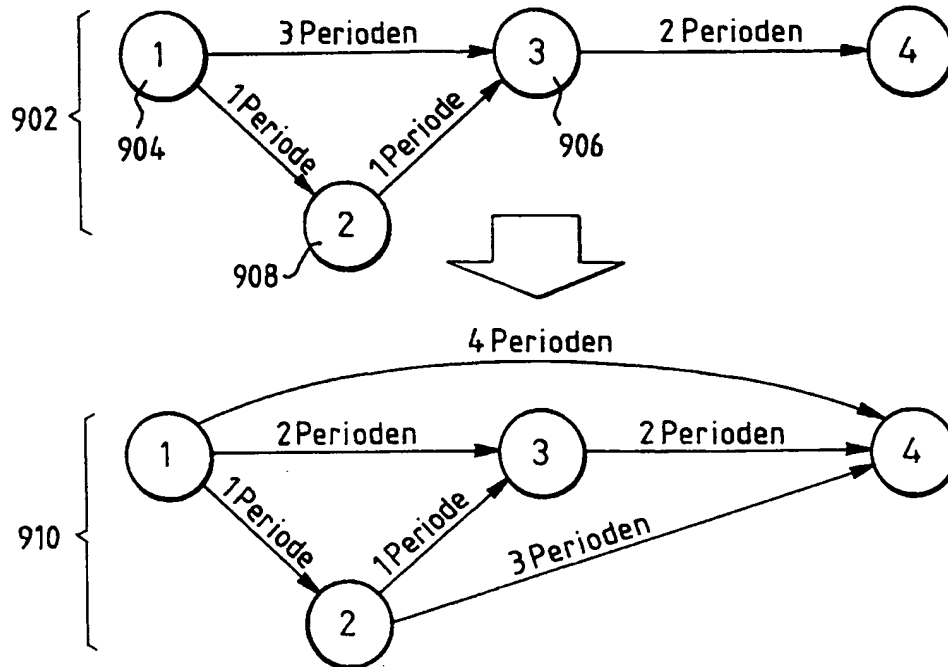 1
3 Perioden
3
2 Perioden
4
902
904
1 Periode
1 Periode
906
2
908
4 Perioden
1
2 Perioden
3
2 Perioden
4
910
1 Periode
1 Periode
3 Perioden
2